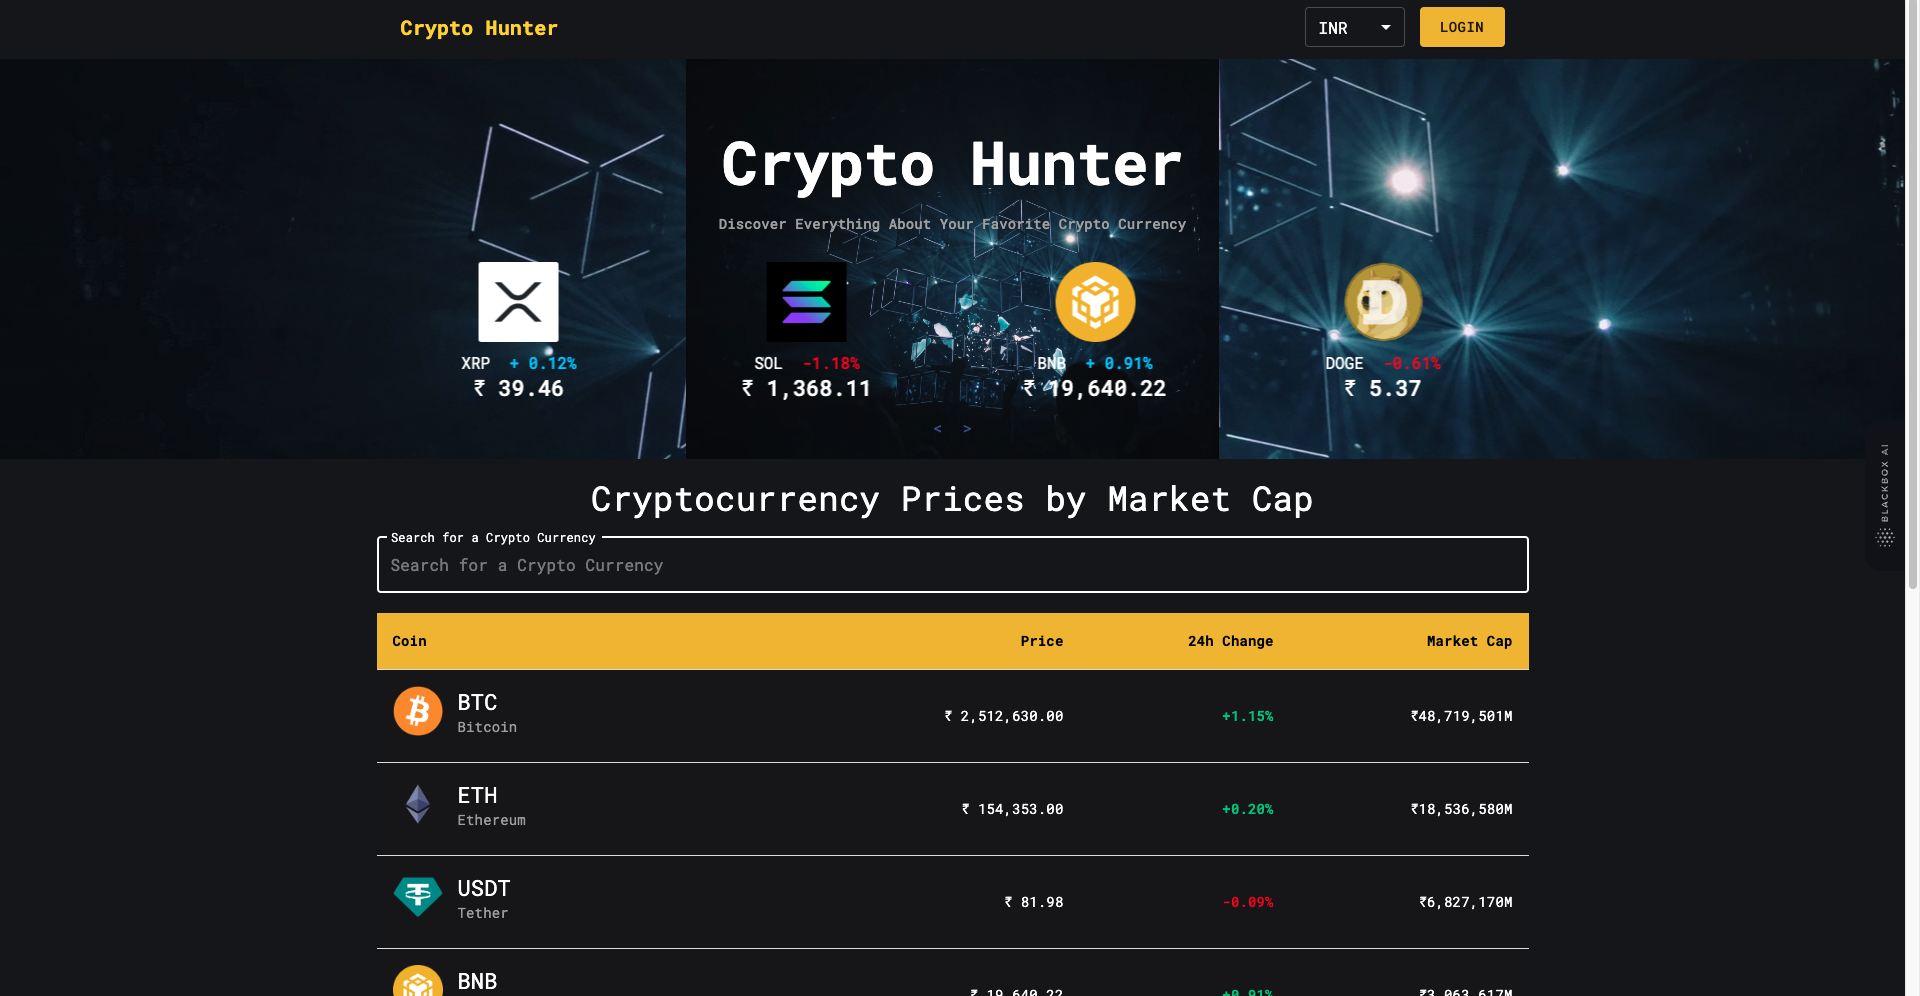 Crypto Hunter
INR
LOGIN
Crypto Hunter
Discover Everything About Your Favorite Crypto Currency
XRP + 0.12%
₹ 39.46
SOL -1.18%
₹ 1,368.11
BNB + 0.91%
₹ 19,640.22
DOGE -0.61%
₹ 5.37
< >
BLACKBOX AI
Cryptocurrency Prices by Market Cap
Search for a Crypto Currency
Search for a Crypto Currency
Coin Price 24h Change Market Cap
BTC
Bitcoin
₹ 2,512,630.00 +1.15% ₹48,719,501M
ETH
Ethereum
₹ 154,353.00 +0.20% ₹18,536,580M
USDT
Tether
₹ 81.98 -0.09% ₹6,827,170M
BNB
₹ 19,640.22 +0.91% ₹3,063,617M